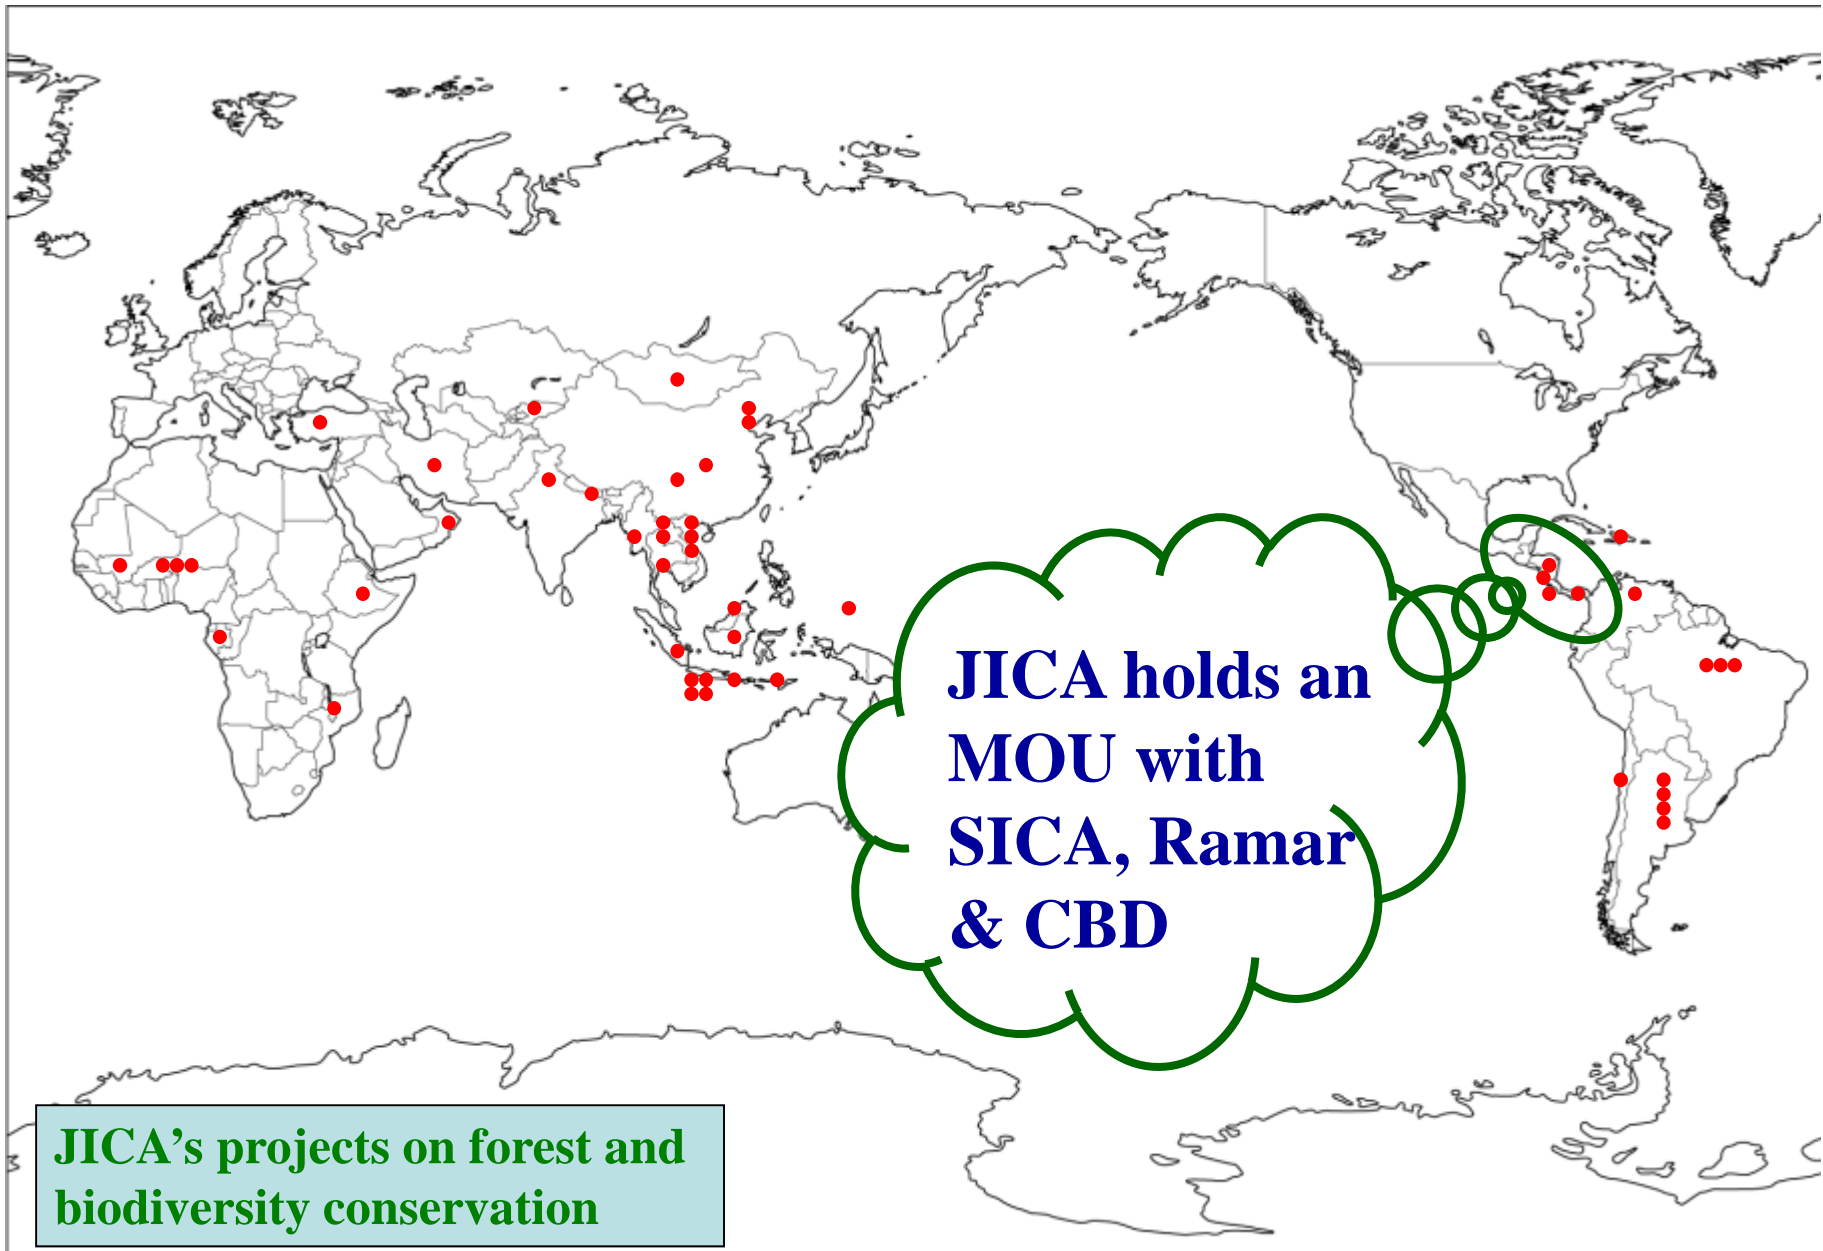 JICA holds an
MOU with
SICA, Ramar
& CBD
JICA’s projects on forest and
biodiversity conservation